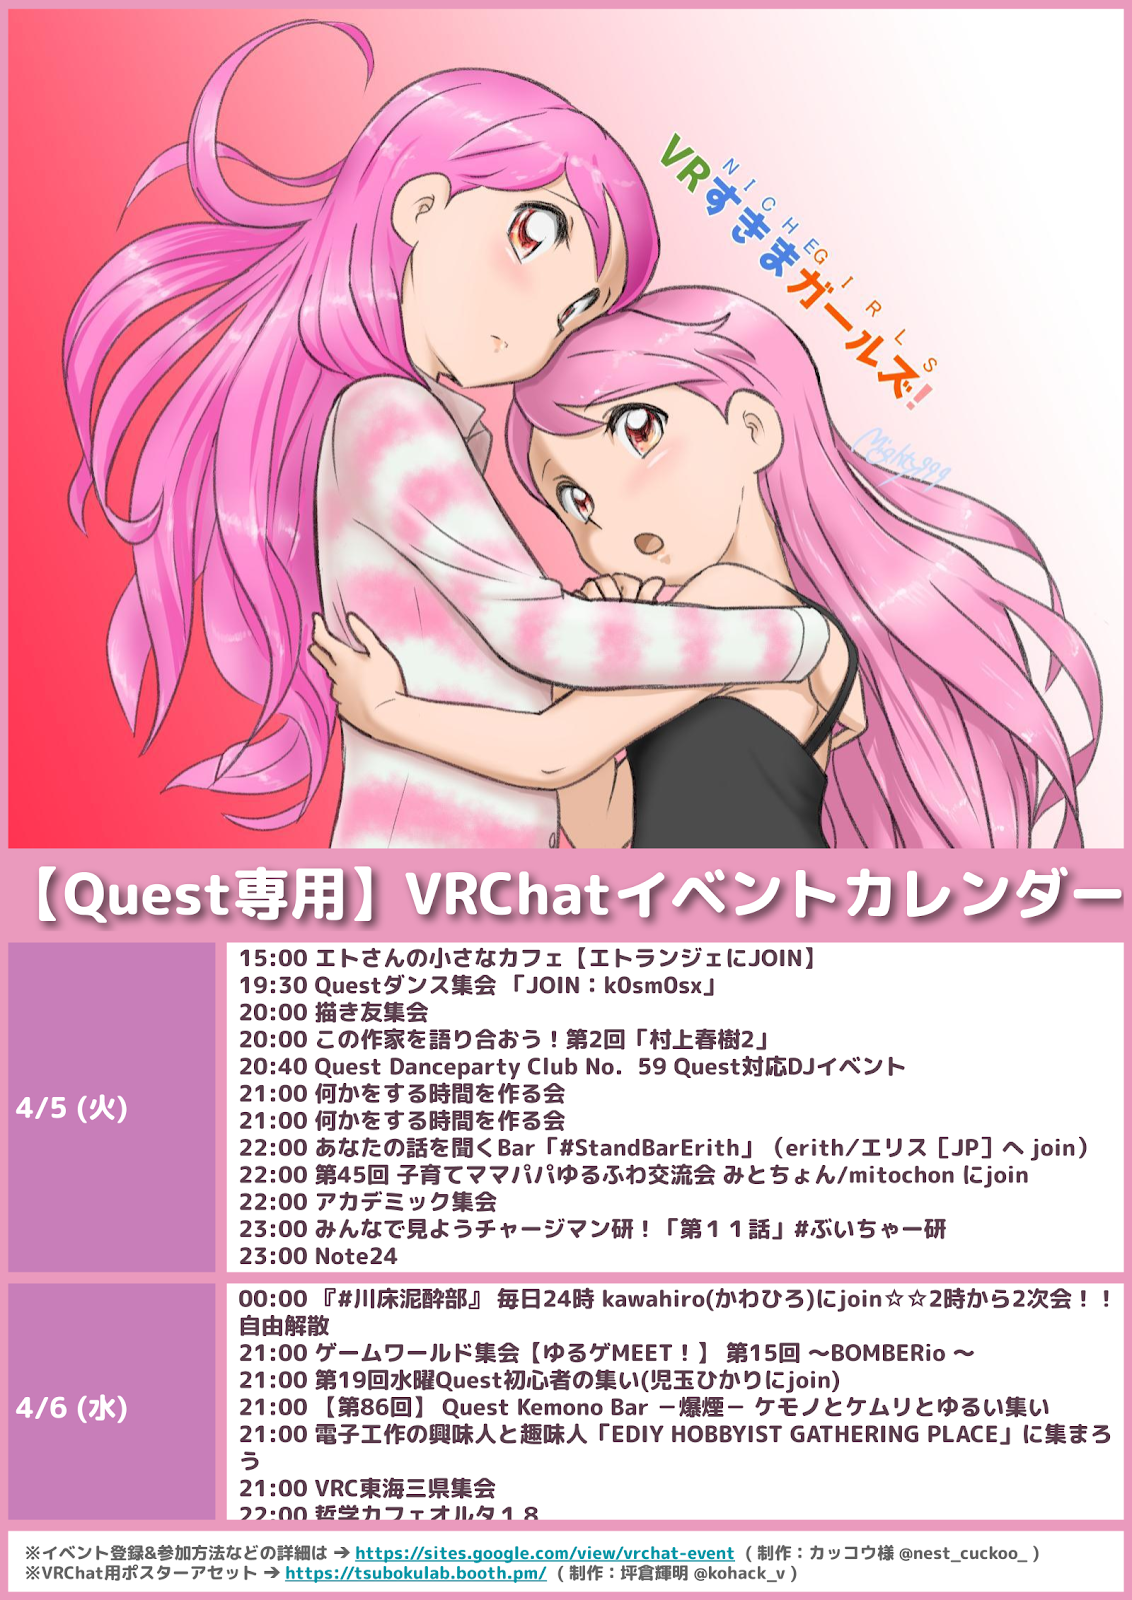 NICHE GIRLS
VRすきまガールズ!
Mighty999
【Quest専用】VRChatイベントカレンダー
4/5 (火)
15:00 エトさんの小さなカフェ【エトランジェにJOIN】
19:30 Questダンス集会 「JOIN：k0sm0sx」
20:00 描き友集会
20:00 この作家を語り合おう！第2回「村上春樹2」
20:40 Quest Danceparty Club No．59 Quest対応DJイベント
21:00 何かをする時間を作る会
21:00 何かをする時間を作る会
22:00 あなたの話を聞くBar「#StandBarErith」（erith/エリス［JP］へ join）
22:00 第45回 子育てママパパゆるふわ交流会 みとちょん/mitochon にjoin
22:00 アカデミック集会
23:00 みんなで見ようチャージマン研！「第１１話」#ぶいちゃー研
23:00 Note24
4/6 (水)
00:00 『#川床泥酔部』 毎日24時 kawahiro(かわひろ)にjoin☆☆2時から2次会！！
自由解散
21:00 ゲームワールド集会【ゆるゲMEET！】 第15回 〜BOMBERio 〜
21:00 第19回水曜Quest初心者の集い(児玉ひかりにjoin)
21:00 【第86回】 Quest Kemono Bar －爆煙－ ケモノとケムリとゆるい集い
21:00 電子工作の興味人と趣味人「EDIY HOBBYIST GATHERING PLACE」に集まろ
う
21:00 VRC東海三県集会
22:00 哲学カフェオルタ１８
※イベント登録&参加方法などの詳細は → https://sites.google.com/view/vrchat-event （制作：カッコウ様 @nest_cuckoo_ ）
※VRChat用ポスターアセット → https://tsubokulab.booth.pm/ （制作：坪倉輝明 @kohack_v ）